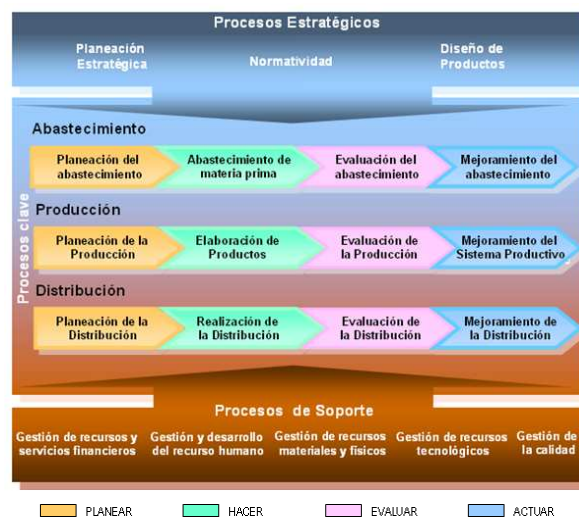 Procesos Estratégicos
Planeación
Estratégica
Normatividad
Diseño de
Productos
Procesos clave
Abastecimiento
Planeación del
abastecimiento
Abastecimiento de
materia prima
Evaluación del
abastecimiento
Mejoramiento del
abastecimiento
Producción
Planeación de la
Producción
Elaboración de
Productos
Evaluación de
la Producción
Mejoramiento del
Sistema Productivo
Distribución
Planeación de la
Distribución
Realización de
la Distribución
Evaluación de
la Distribución
Mejoramiento de
la Distribución
Procesos de Soporte
Gestión de recursos y
servicios financieros
Gestión y desarrollo
del recurso humano
Gestión de recursos
materiales y físicos
Gestión de recursos
tecnológicos
Gestión de
la calidad
PLANEAR
HACER
EVALUAR
ACTUAR